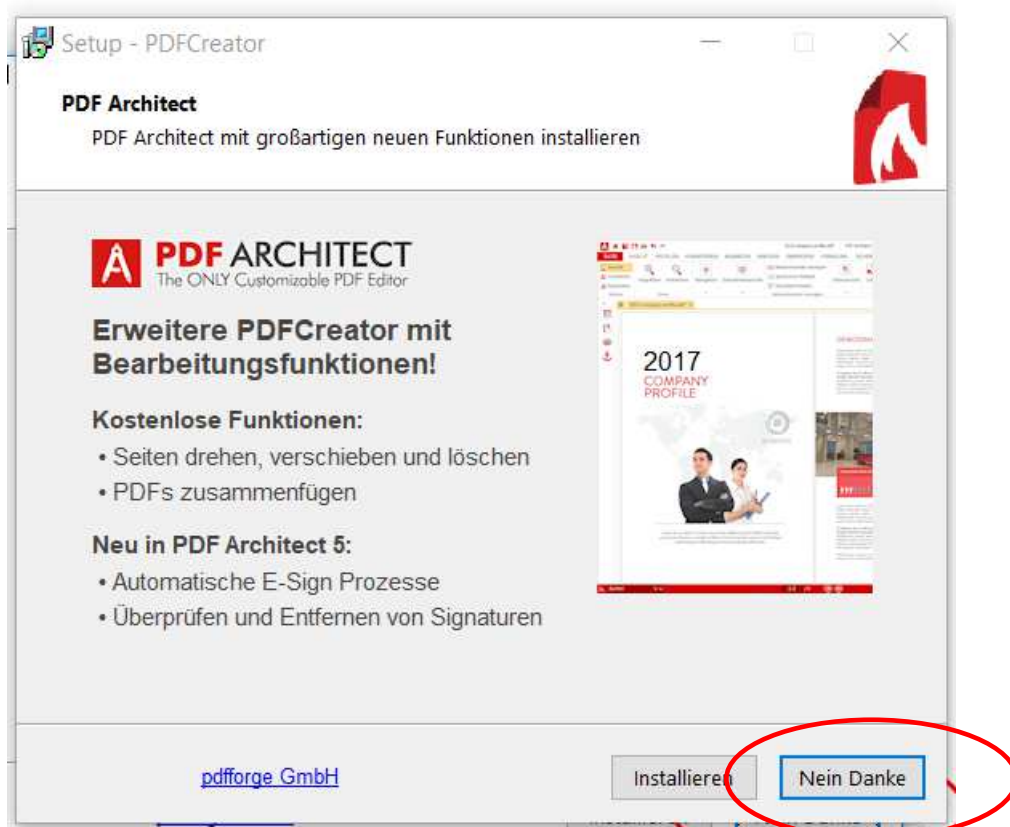 Setup - PDFCreator
PDF Architect
PDF Architect mit großartigen neuen Funktionen installieren
PDF ARCHITECT
The ONLY Customizable PDF Editor
Erweitere PDFCreator mit
Bearbeitungsfunktionen!
Kostenlose Funktionen:
• Seiten drehen, verschieben und löschen
• PDFs zusammenfügen
Neu in PDF Architect 5:
• Automatische E-Sign Prozesse
• Überprüfen und Entfernen von Signaturen
2017
COMPANY
PROFILE
pdfforge GmbH
Installieren
Nein Danke